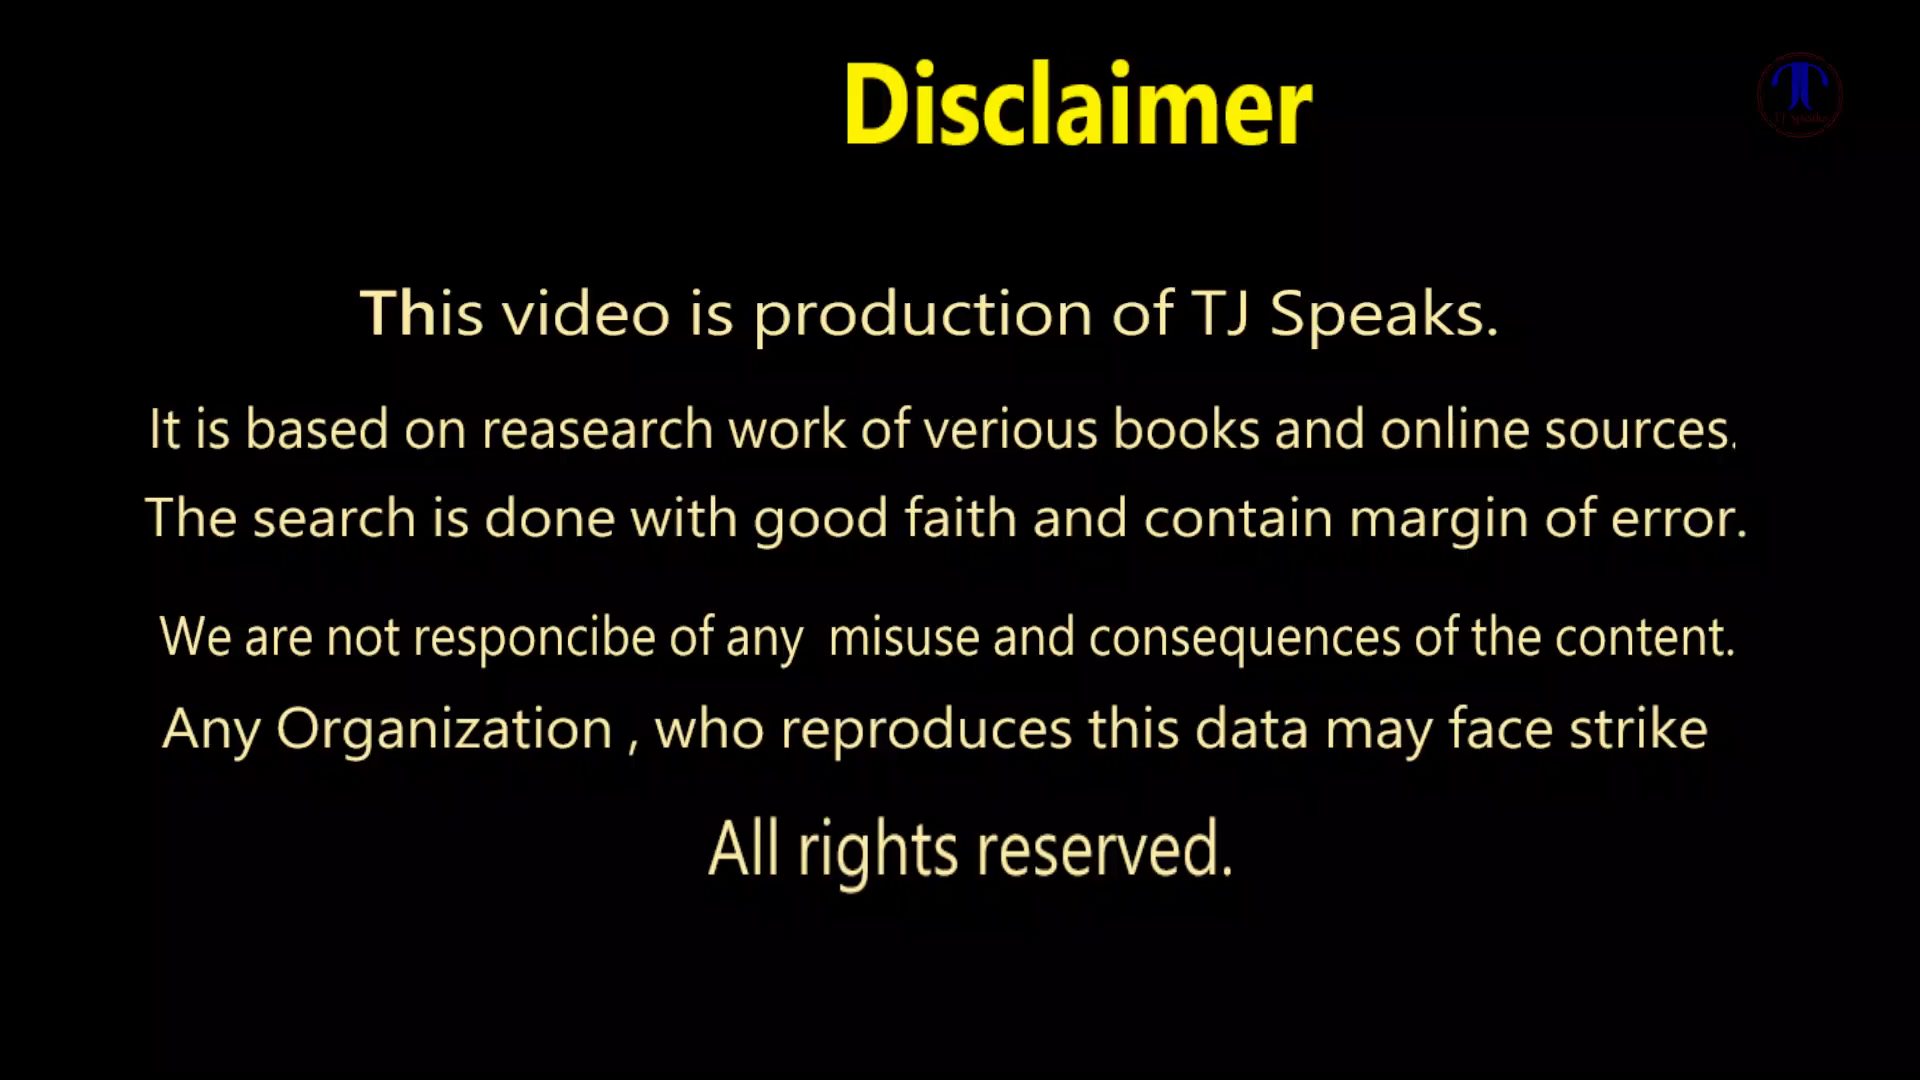 Disclaimer
TJ Speaks
This video is production of TJ Speaks.
It is based on reasearch work of verious books and online sources.
The search is done with good faith and contain margin of error.
We are not responcibe of any  misuse and consequences of the content.
Any Organization , who reproduces this data may face strike
All rights reserved.